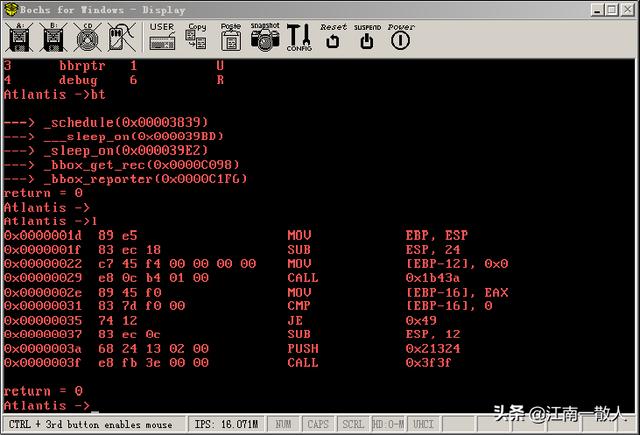 Bochs for Windows - Display
A: B: CD USER Copy Paste snapshot CONFIG Reset SUSPEND Power
3 bbrptr 1 U
4 debug 6 R
Atlantis ->bt
---> _schedule(0x00003839)
---> ___sleep_on(0x000039BD)
---> _sleep_on(0x000039E2)
---> _bbox_get_rec(0x0000C098)
---> _bbox_reporter(0x0000C1F6)
return = 0
Atlantis ->
Atlantis ->l
0x0000001d 89 e5 MOV EBP, ESP
0x0000001f 83 ec 18 SUB ESP, 24
0x00000022 c7 45 f4 00 00 00 00 MOV [EBP-12], 0x0
0x00000029 e8 0c b4 01 00 CALL 0x1b43a
0x0000002e 89 45 f0 MOV [EBP-16], EAX
0x00000031 83 7d f0 00 CMP [EBP-16], 0
0x00000035 74 12 JE 0x49
0x00000037 83 ec 0c SUB ESP, 12
0x0000003a 68 24 13 02 00 PUSH 0x21324
0x0000003f e8 fb 3e 00 00 CALL 0x3f3f
return = 0
Atlantis ->_
CTRL + 3rd button enables mouse IPS: 16.071M NUM CAPS SCRL HD:0-M UHCI
头条 @江南一散人